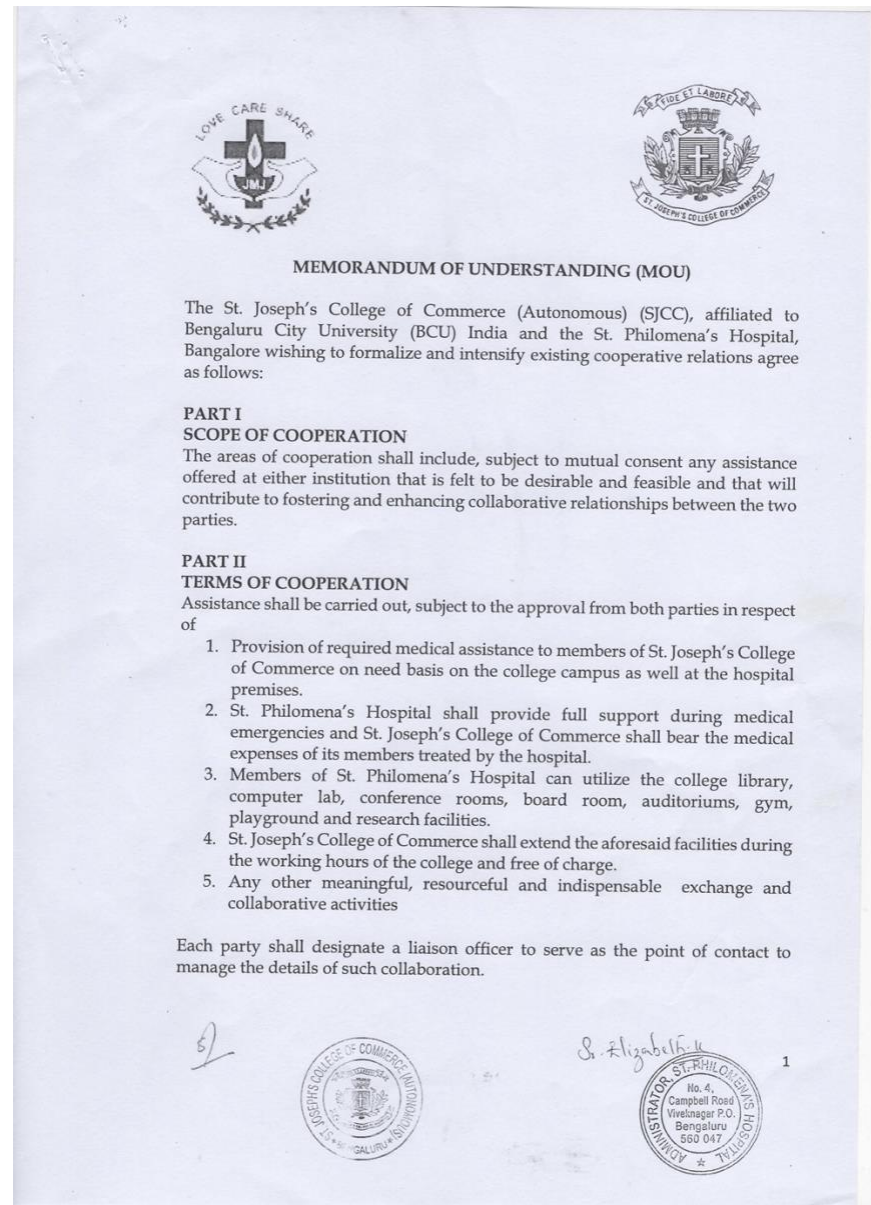 LOVE CARE SHARE
JMJ
FIDE ET LABORE
ST. JOSEPH'S COLLEGE OF COMMERCE
MEMORANDUM OF UNDERSTANDING (MOU)
The St. Joseph's College of Commerce (Autonomous) (SJCC), affiliated to
Bengaluru City University (BCU) India and the St. Philomena's Hospital,
Bangalore wishing to formalize and intensify existing cooperative relations agree
as follows:
PART I
SCOPE OF COOPERATION
The areas of cooperation shall include, subject to mutual consent any assistance
offered at either institution that is felt to be desirable and feasible and that will
contribute to fostering and enhancing collaborative relationships between the two
parties.
PART II
TERMS OF COOPERATION
Assistance shall be carried out, subject to the approval from both parties in respect
of
1. Provision of required medical assistance to members of St. Joseph's College
of Commerce on need basis on the college campus as well at the hospital
premises.
2. St. Philomena's Hospital shall provide full support during medical
emergencies and St. Joseph's College of Commerce shall bear the medical
expenses of its members treated by the hospital.
3. Members of St. Philomena's Hospital can utilize the college library,
computer lab, conference rooms, board room, auditoriums, gym,
playground and research facilities.
4. St. Joseph's College of Commerce shall extend the aforesaid facilities during
the working hours of the college and free of charge.
5. Any other meaningful, resourceful and indispensable exchange and
collaborative activities
Each party shall designate a liaison officer to serve as the point of contact to
manage the details of such collaboration.
Sr. Elizabeth. K
1
ST JOSEPH'S COLLEGE OF COMMERCE (AUTONOMOUS)
BENGALURU
ADMINISTRATOR, ST. PHILOMENA'S HOSPITAL
No. 4,
Campbell Road
Viveknagar P.O.
Bengaluru
560 047